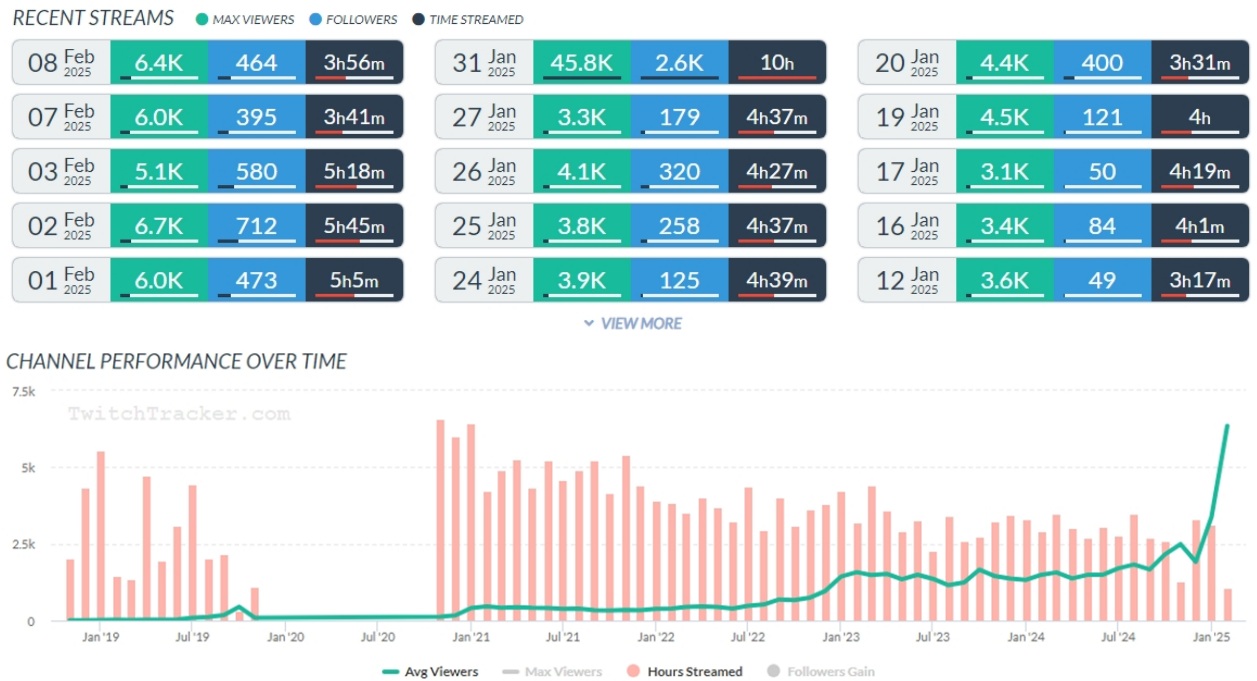 RECENT STREAMS MAX VIEWERS FOLLOWERS TIME STREAMED
08 Feb 2025 6.4K 464 3h56m
07 Feb 2025 6.0K 395 3h41m
03 Feb 2025 5.1K 580 5h18m
02 Feb 2025 6.7K 712 5h45m
01 Feb 2025 6.0K 473 5h5m
31 Jan 2025 45.8K 2.6K 10h
27 Jan 2025 3.3K 179 4h37m
26 Jan 2025 4.1K 320 4h27m
25 Jan 2025 3.8K 258 4h37m
24 Jan 2025 3.9K 125 4h39m
20 Jan 2025 4.4K 400 3h31m
19 Jan 2025 4.5K 121 4h
17 Jan 2025 3.1K 50 4h19m
16 Jan 2025 3.4K 84 4h1m
12 Jan 2025 3.6K 49 3h17m
VIEW MORE
CHANNEL PERFORMANCE OVER TIME
7.5k
TwitchTracker.com
5k
2.5k
0
Jan '19 Jul '19 Jan '20 Jul '20 Jan '21 Jul '21 Jan '22 Jul '22 Jan '23 Jul '23 Jan '24 Jul '24 Jan '25
Avg Viewers Max Viewers Hours Streamed Followers Gain